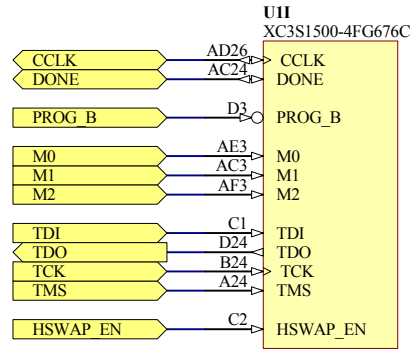 U1I
XC3S1500-4FG676C
CCLK AD26 CCLK
DONE AC24 DONE
PROG_B D3 PROG_B
M0 AE3 M0
M1 AC3 M1
M2 AF3 M2
TDI C1 TDI
TDO D24 TDO
TCK B24 TCK
TMS A24 TMS
HSWAP_EN C2 HSWAP_EN